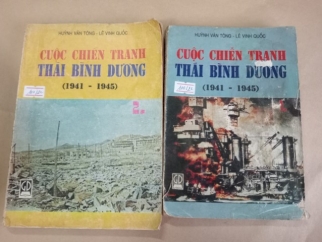 HUỲNH VĂN TÒNG - LÊ VINH QUỐC
CUỘC CHIẾN TRANH
THÁI BÌNH DƯƠNG
(1941 - 1945)
HUỲNH VĂN TÒNG - LÊ VINH QUỐC
CUỘC CHIẾN TRANH
THÁI BÌNH DƯƠNG
(1941 - 1945)